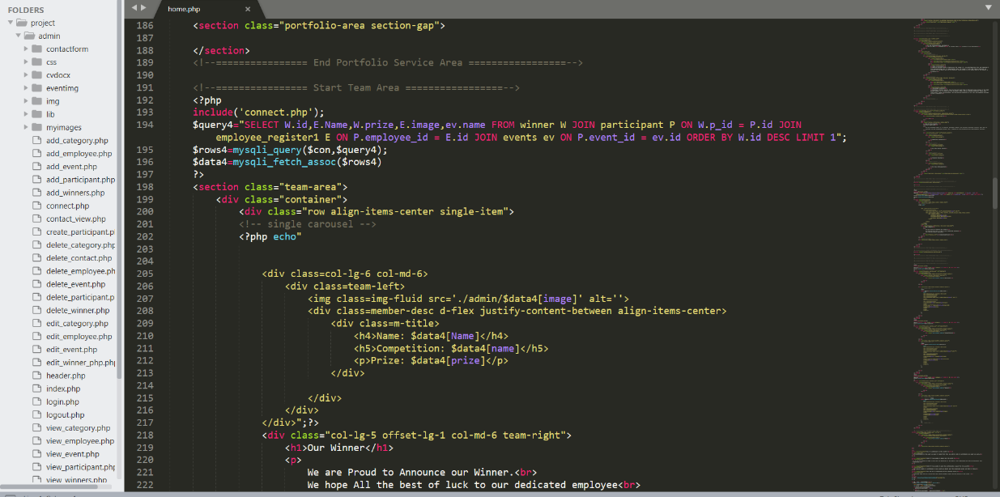 FOLDERS
project
admin
contactform
css
cvdocx
eventimg
img
lib
myimages
add_category.php
add_employee.php
add_event.php
add_participant.php
add_winners.php
connect.php
contact_view.php
create_participant.p
delete_category.php
delete_contact.php
delete_employee.ph
delete_event.php
delete_participant.p
delete_winner.php
edit_category.php
edit_employee.php
edit_event.php
edit_winner_php.php
header.php
index.php
login.php
logout.php
view_category.php
view_employee.php
view_event.php
view_participant.php
view_winners.php
home.php ×
186 <section class="portfolio-area section-gap">
187
188 </section>
189 <!--================ End Portfolio Service Area =================-->
190
191 <!--================ Start Team Area =================-->
192 <?php
193 include('connect.php');
194 $query4="SELECT W.id,E.Name,W.prize,E.image,ev.name FROM winner W JOIN participant P ON W.p_id = P.id JOIN
employee_register1 E ON P.employee_id = E.id JOIN events ev ON P.event_id = ev.id ORDER BY W.id DESC LIMIT 1";
195 $rows4=mysqli_query($con,$query4);
196 $data4=mysqli_fetch_assoc($rows4)
197 ?>
198 <section class="team-area">
199 <div class="container">
200 <div class="row align-items-center single-item">
201 <!-- single carousel -->
202 <?php echo"
203
204
205 <div class=col-lg-6 col-md-6>
206 <div class=team-left>
207 <img class=img-fluid src='./admin/$data4[image]' alt=''>
208 <div class=member-desc d-flex justify-content-between align-items-center>
209 <div class=m-title>
210 <h4>Name: $data4[Name]</h4>
211 <h5>Competition: $data4[name]</h5>
212 <p>Prize: $data4[prize]</p>
213 </div>
214
215 </div>
216 </div>
217 </div>";?>
218 <div class="col-lg-5 offset-lg-1 col-md-6 team-right">
219 <h1>Our Winner</h1>
220 <p>
221 We are Proud to Announce our Winner.<br>
222 We hope All the best of luck to our dedicated employee<br>